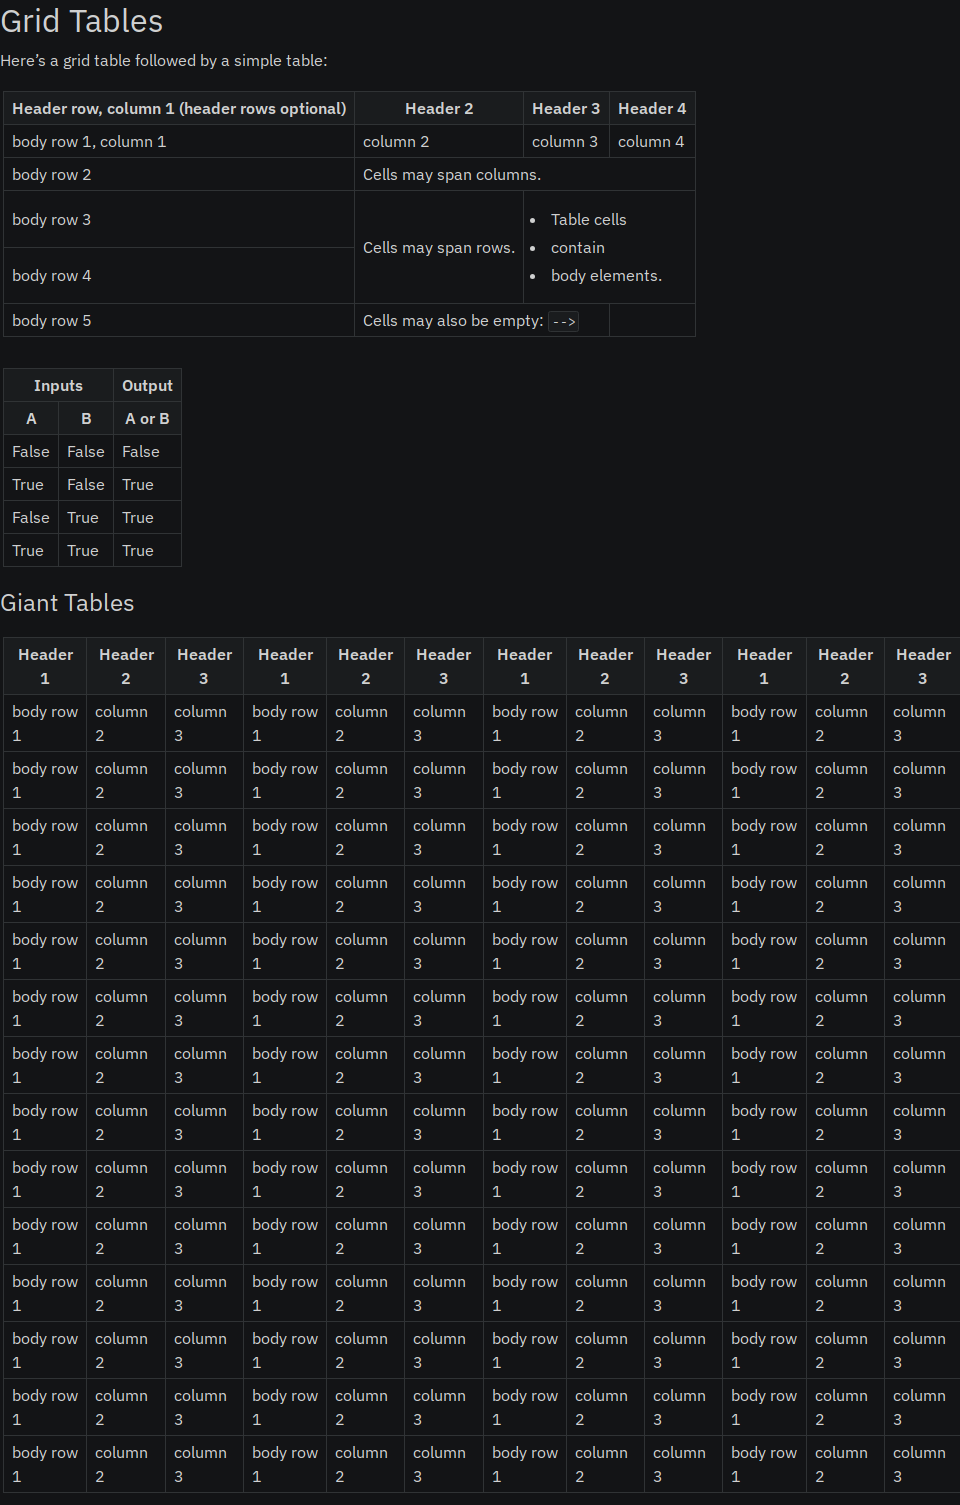 Grid Tables
Here’s a grid table followed by a simple table:
Header row, column 1 (header rows optional) Header 2 Header 3 Header 4
body row 1, column 1 column 2 column 3 column 4
body row 2 Cells may span columns.
body row 3
Cells may span rows.
• Table cells
• contain
• body elements.
body row 4
body row 5 Cells may also be empty: -->
Inputs Output
A B A or B
False False False
True False True
False True True
True True True
Giant Tables
Header Header Header Header Header Header Header Header Header Header Header Header
1 2 3 1 2 3 1 2 3 1 2 3
body row column column body row column column body row column column body row column column
1 2 3 1 2 3 1 2 3 1 2 3
body row column column body row column column body row column column body row column column
1 2 3 1 2 3 1 2 3 1 2 3
body row column column body row column column body row column column body row column column
1 2 3 1 2 3 1 2 3 1 2 3
body row column column body row column column body row column column body row column column
1 2 3 1 2 3 1 2 3 1 2 3
body row column column body row column column body row column column body row column column
1 2 3 1 2 3 1 2 3 1 2 3
body row column column body row column column body row column column body row column column
1 2 3 1 2 3 1 2 3 1 2 3
body row column column body row column column body row column column body row column column
1 2 3 1 2 3 1 2 3 1 2 3
body row column column body row column column body row column column body row column column
1 2 3 1 2 3 1 2 3 1 2 3
body row column column body row column column body row column column body row column column
1 2 3 1 2 3 1 2 3 1 2 3
body row column column body row column column body row column column body row column column
1 2 3 1 2 3 1 2 3 1 2 3
body row column column body row column column body row column column body row column column
1 2 3 1 2 3 1 2 3 1 2 3
body row column column body row column column body row column column body row column column
1 2 3 1 2 3 1 2 3 1 2 3
body row column column body row column column body row column column body row column column
1 2 3 1 2 3 1 2 3 1 2 3
body row column column body row column column body row column column body row column column
1 2 3 1 2 3 1 2 3 1 2 3